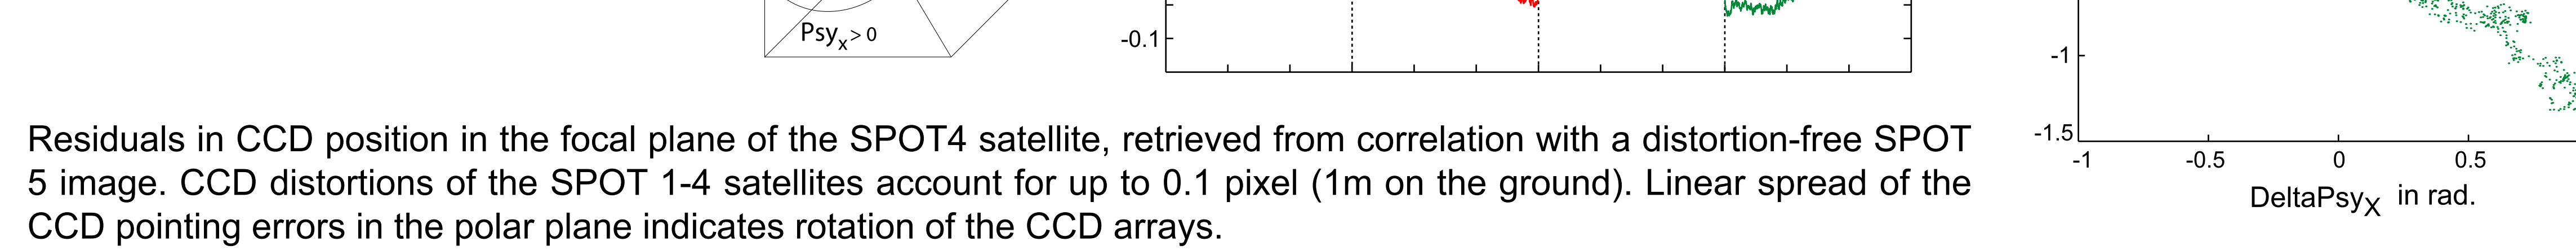 Psyx > 0
-0.1
-1
-1.5
-1 -0.5 0 0.5
DeltaPsyX in rad.
Residuals in CCD position in the focal plane of the SPOT4 satellite, retrieved from correlation with a distortion-free SPOT
5 image. CCD distortions of the SPOT 1-4 satellites account for up to 0.1 pixel (1m on the ground). Linear spread of the
CCD pointing errors in the polar plane indicates rotation of the CCD arrays.